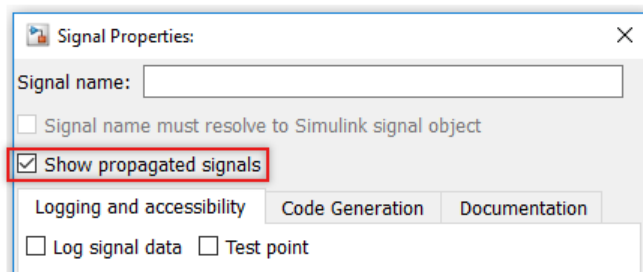 Signal Properties:
Signal name:
Signal name must resolve to Simulink signal object
Show propagated signals
Logging and accessibility Code Generation Documentation
Log signal data Test point